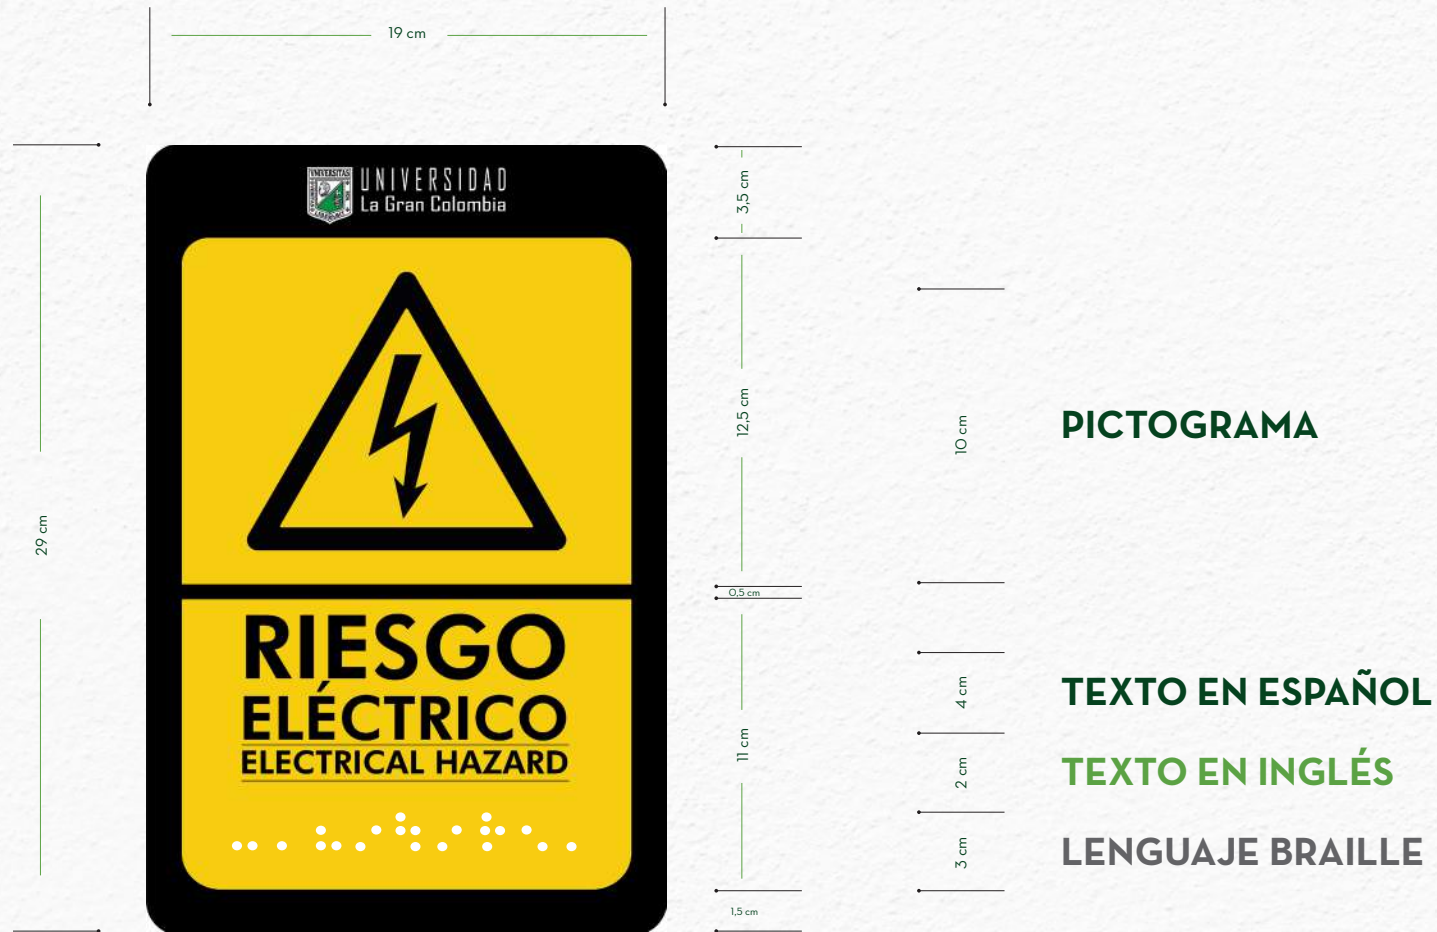 19 cm
UNIVERSITAS
UNIVERSIDAD
La Gran Colombia
3,5 cm
12,5 cm
10 cm
PICTOGRAMA
29 cm
0,5 cm
RIESGO
ELÉCTRICO
ELECTRICAL HAZARD
11 cm
4 cm
TEXTO EN ESPAÑOL
2 cm
TEXTO EN INGLÉS
3 cm
LENGUAJE BRAILLE
1,5 cm